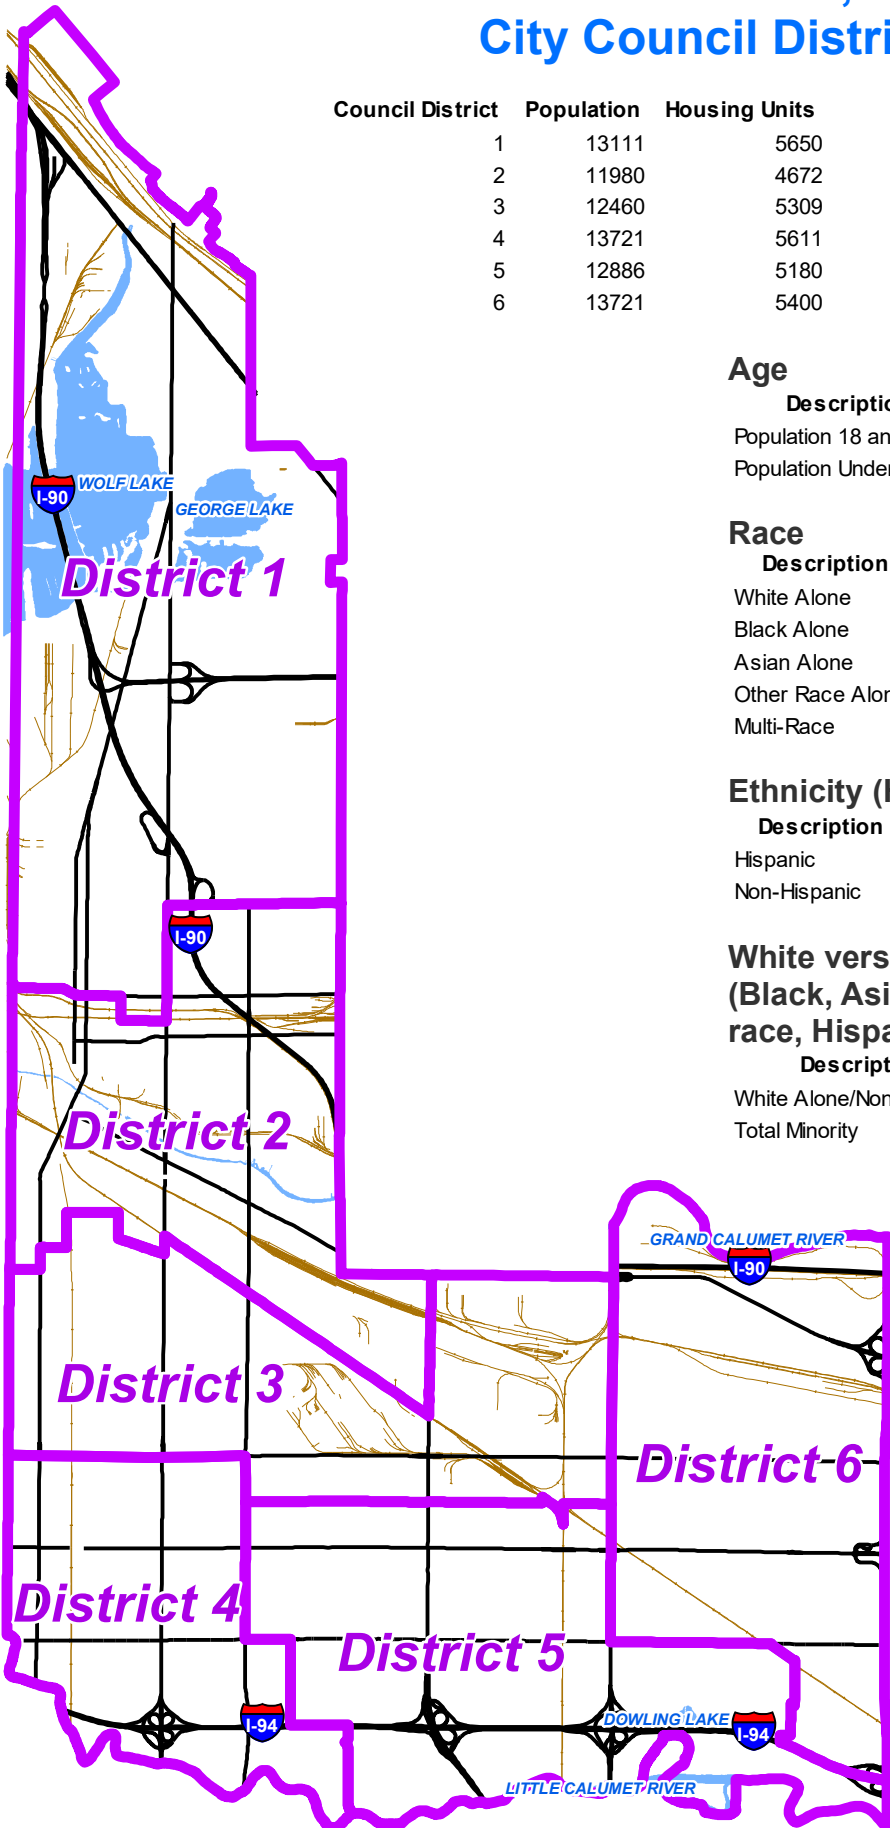 City Council Distri
Council District Population Housing Units
1 13111 5650
2 11980 4672
3 12460 5309
4 13721 5611
5 12886 5180
6 13721 5400
Age
Descriptio
Population 18 an
Population Under
Race
Description
White Alone
Black Alone
Asian Alone
Other Race Alon
Multi-Race
Ethnicity (H
Description
Hispanic
Non-Hispanic
White vers
(Black, Asi
race, Hispa
Descript
White Alone/Non
Total Minority
I-90
WOLF LAKE
GEORGE LAKE
District 1
I-90
District 2
GRAND CALUMET RIVER
I-90
District 3
District 6
District 4
District 5
I-94
DOWLING LAKE
I-94
LITTLE CALUMET RIVER